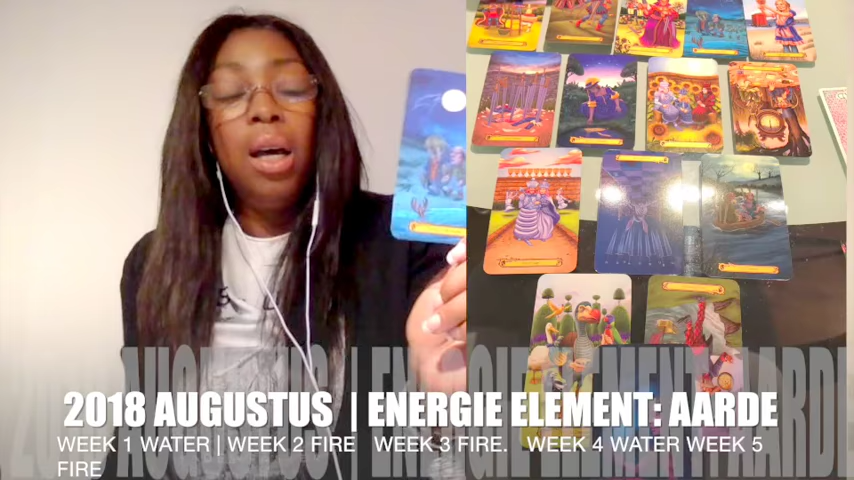 2018 AUGUSTUS | ENERGIE ELEMENT: AARDE
WEEK 1 WATER | WEEK 2 FIRE WEEK 3 FIRE. WEEK 4 WATER WEEK 5
FIRE